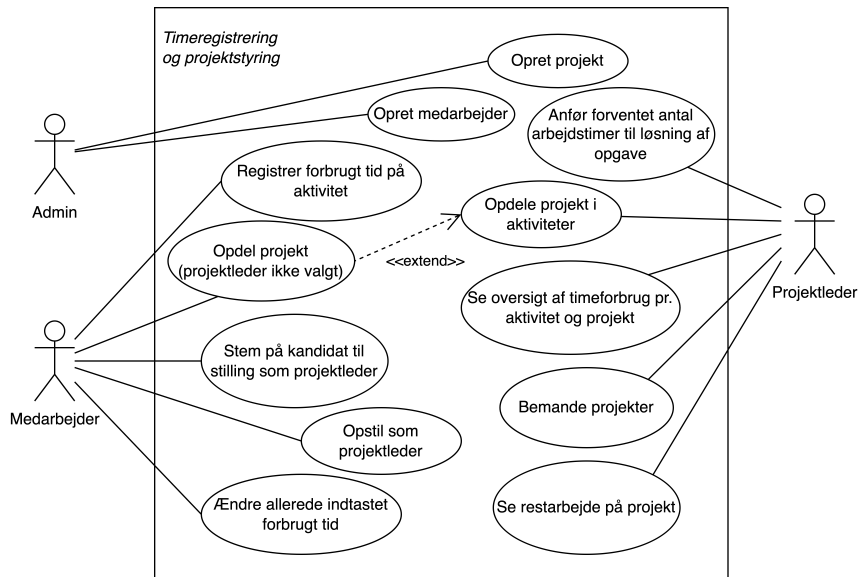 Timeregistrering
og projektstyring
Opret projekt
Opret medarbejder
Anfør forventet antal
arbejdstimer til løsning af
opgave
Admin
Registrer forbrugt tid på
aktivitet
Opdele projekt i
aktiviteter
Opdel projekt
(projektleder ikke valgt)
<<extend>>
Projektleder
Se oversigt af timeforbrug pr.
aktivitet og projekt
Stem på kandidat til
stilling som projektleder
Medarbejder
Bemande projekter
Opstil som
projektleder
Ændre allerede indtastet
forbrugt tid
Se restarbejde på projekt